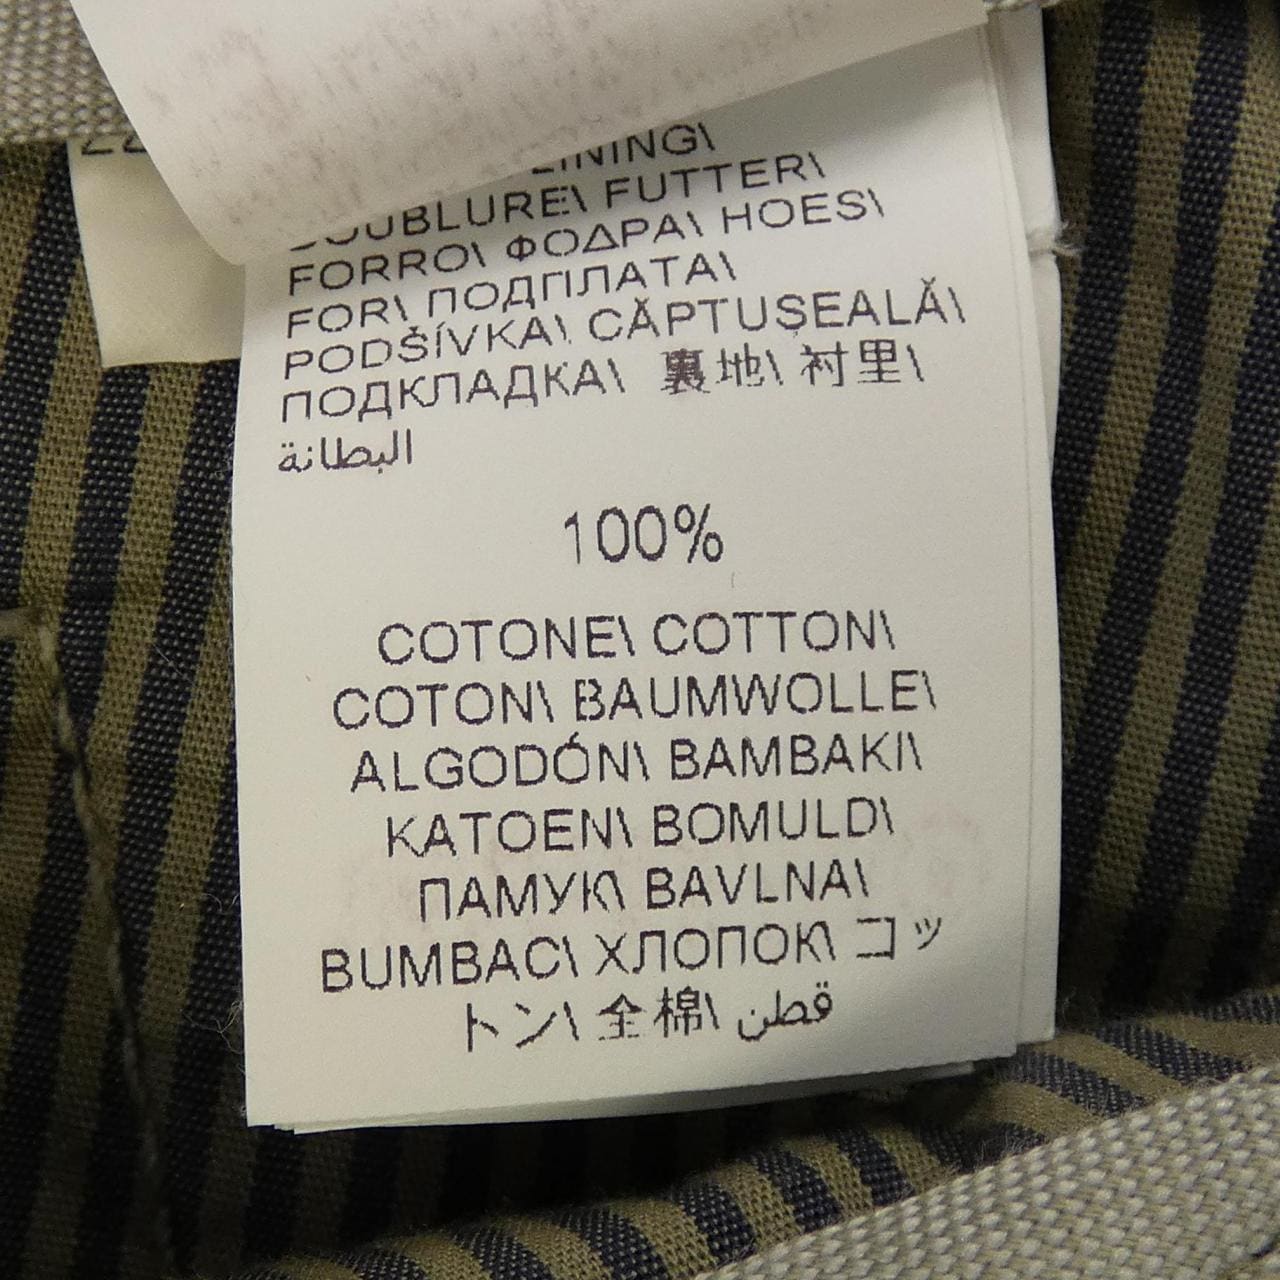 LINING\
DOUBLURE\ FUTTER\
FORRO\ ΦΟΔΡΑ\ HOES\
FOR\ ПОДПЛАТА\
PODŠÍVKA\ CĂPTUŞEALĂ\
ПОДКЛАДКА\ 裏地\ 衬里\
البطانة
100%
COTONE\ COTTON\
COTON\ BAUMWOLLE\
ALGODÓN\ BAMBAKI\
KATOEN\ BOMULD\
ПАМУК\ BAVLNA\
BUMBAC\ ХЛОПОК\ コッ
トン\ 全棉\ قطن